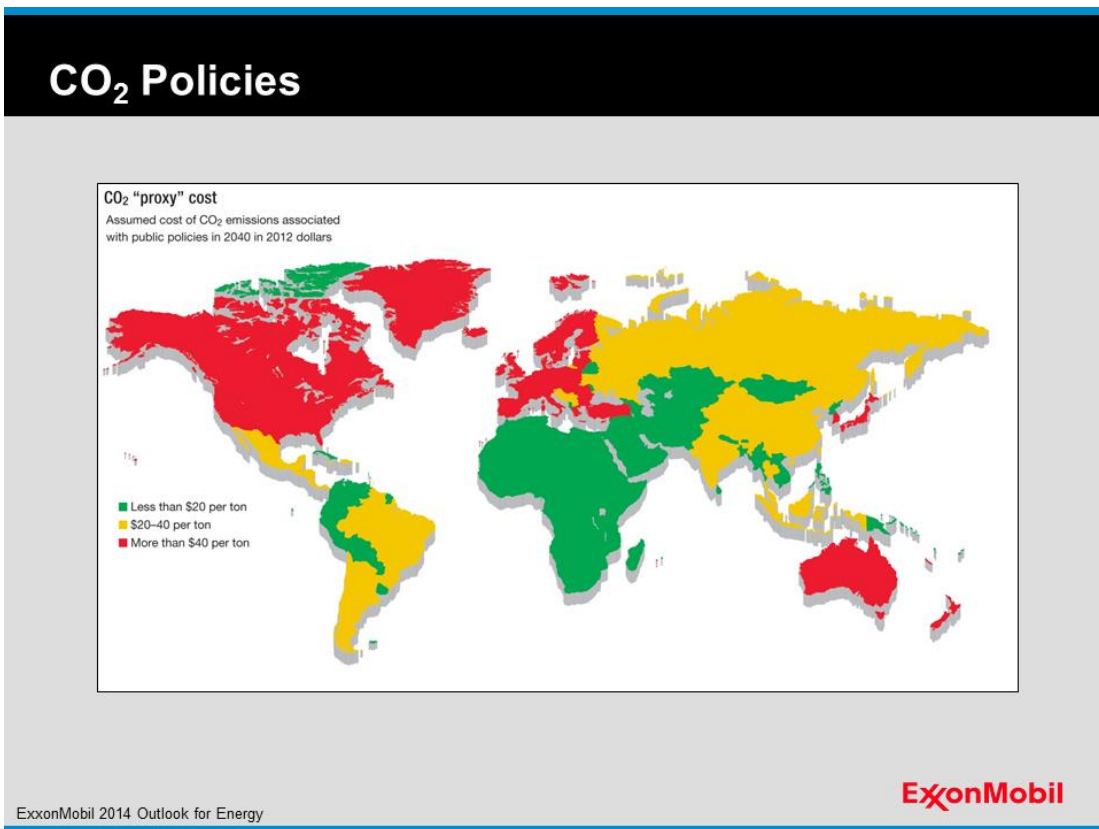 CO₂ Policies
CO₂ “proxy” cost
Assumed cost of CO₂ emissions associated
with public policies in 2040 in 2012 dollars
Less than $20 per ton
$20–40 per ton
More than $40 per ton
ExxonMobil
ExxonMobil 2014 Outlook for Energy